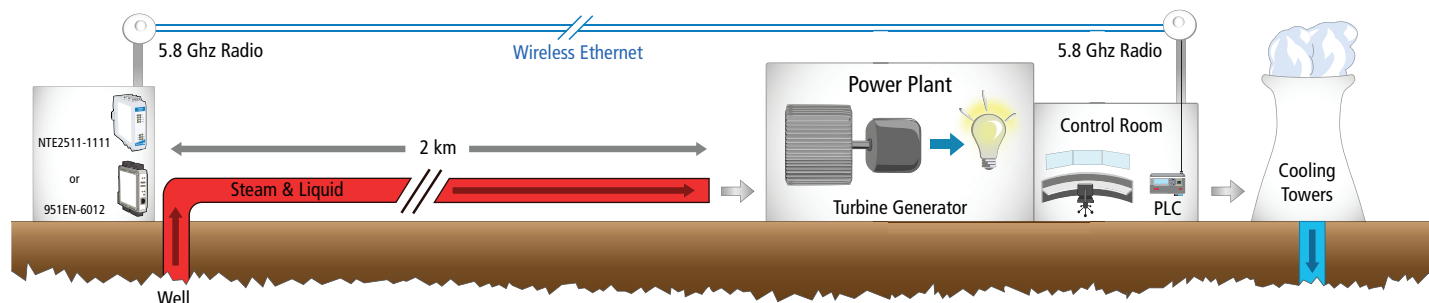 5.8 Ghz Radio
Wireless Ethernet
5.8 Ghz Radio
NTE2511-1111
or
951EN-6012
2 km
Steam & Liquid
Well
Power Plant
Turbine Generator
Control Room
PLC
Cooling
Towers